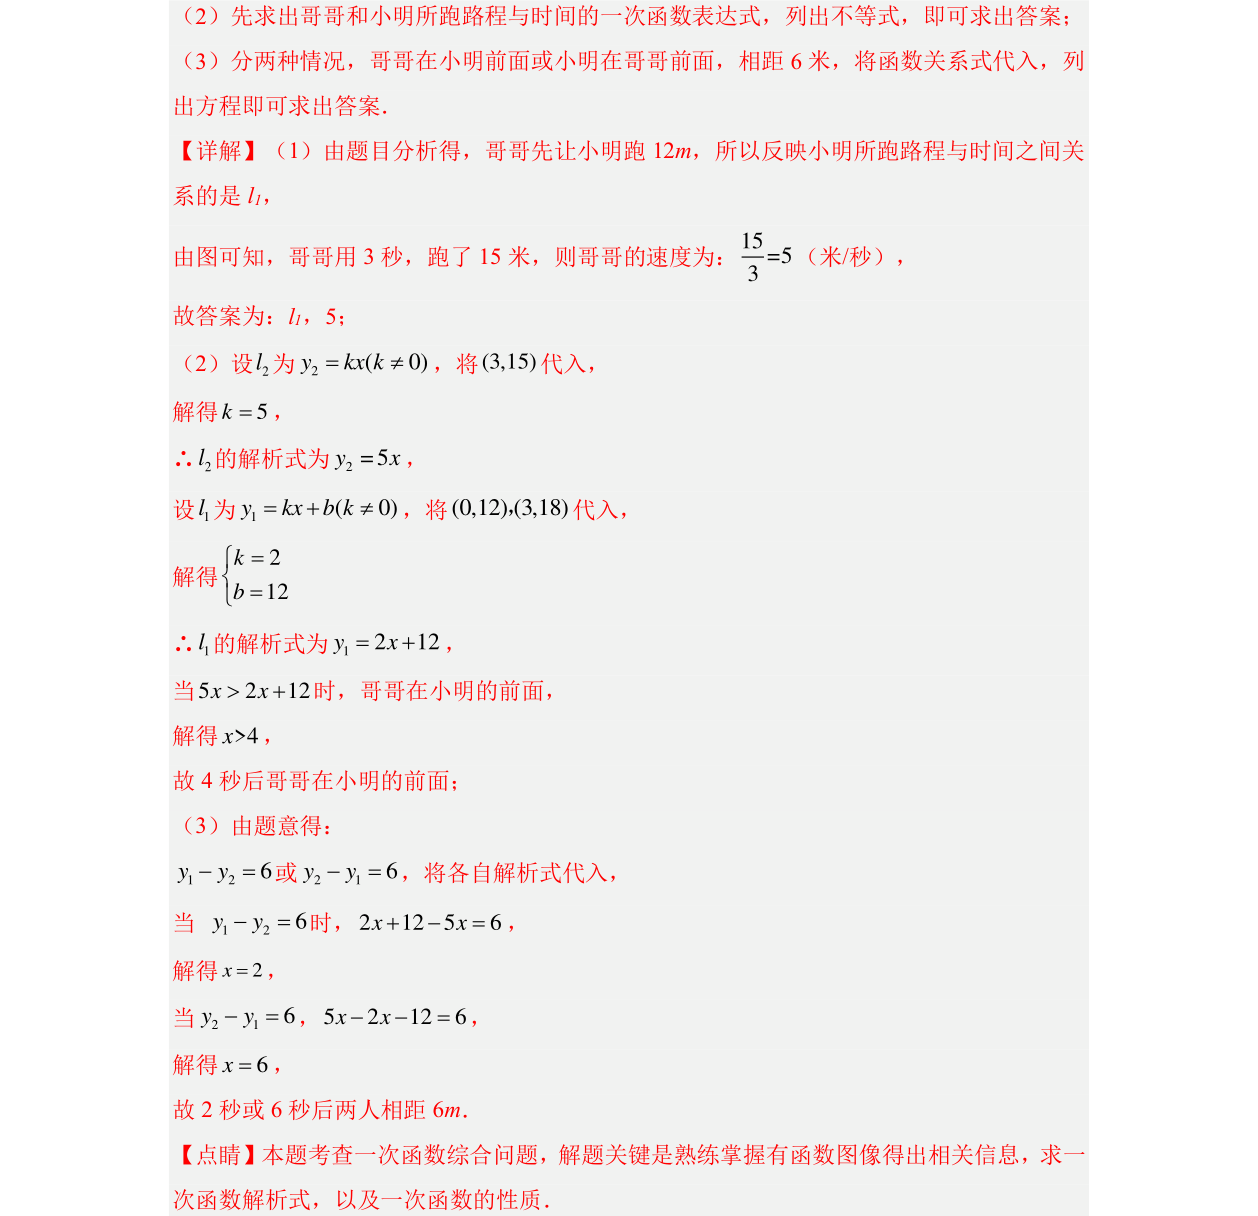 （2）先求出哥哥和小明所跑路程与时间的一次函数表达式，列出不等式，即可求出答案；
（3）分两种情况，哥哥在小明前面或小明在哥哥前面，相距 6 米，将函数关系式代入，列
出方程即可求出答案．
【详解】（1）由题目分析得，哥哥先让小明跑 12m，所以反映小明所跑路程与时间之间关
系的是 l₁，
由图可知，哥哥用 3 秒，跑了 15 米，则哥哥的速度为：15/3=5（米/秒），
故答案为：l₁，5；
（2）设l₂为 y₂=kx(k≠0)，将(3,15)代入，
解得k=5，
∴l₂的解析式为 y₂=5x，
设l₁为 y₁=kx+b(k≠0)，将(0,12),(3,18)代入，
解得{k=2
b=12
∴l₁的解析式为 y₁=2x+12，
当5x>2x+12时，哥哥在小明的前面，
解得x>4，
故 4 秒后哥哥在小明的前面；
（3）由题意得：
y₁−y₂=6或 y₂−y₁=6，将各自解析式代入，
当 y₁−y₂=6时，2x+12−5x=6，
解得x=2，
当 y₂−y₁=6，5x−2x−12=6，
解得x=6，
故 2 秒或 6 秒后两人相距 6m．
【点睛】本题考查一次函数综合问题，解题关键是熟练掌握有函数图像得出相关信息，求一
次函数解析式，以及一次函数的性质．